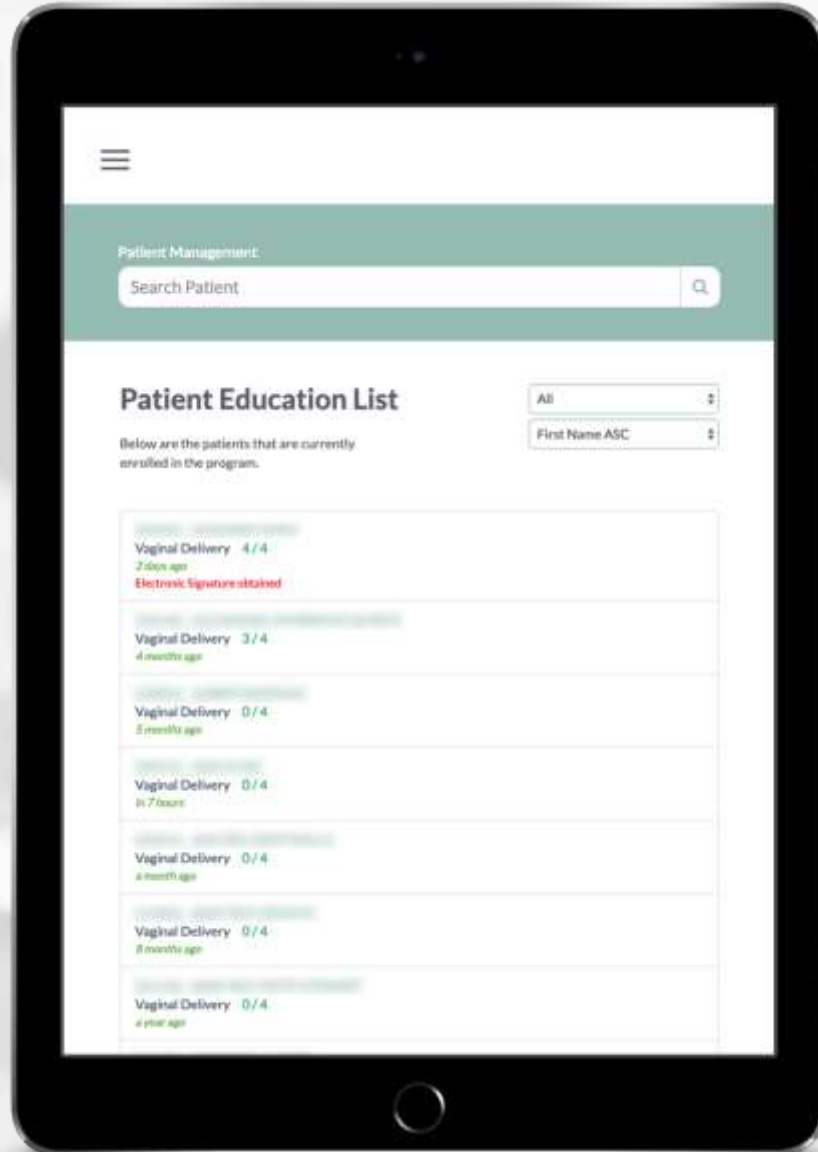 Patient Management
Search Patient
Patient Education List
All
First Name ASC
Below are the patients that are currently
enrolled in the program.
Vaginal Delivery 4 / 4
2 days ago
Electronic Signature obtained
Vaginal Delivery 3 / 4
4 months ago
Vaginal Delivery 0 / 4
5 months ago
Vaginal Delivery 0 / 4
in 7 hours
Vaginal Delivery 0 / 4
a month ago
Vaginal Delivery 0 / 4
8 months ago
Vaginal Delivery 0 / 4
a year ago